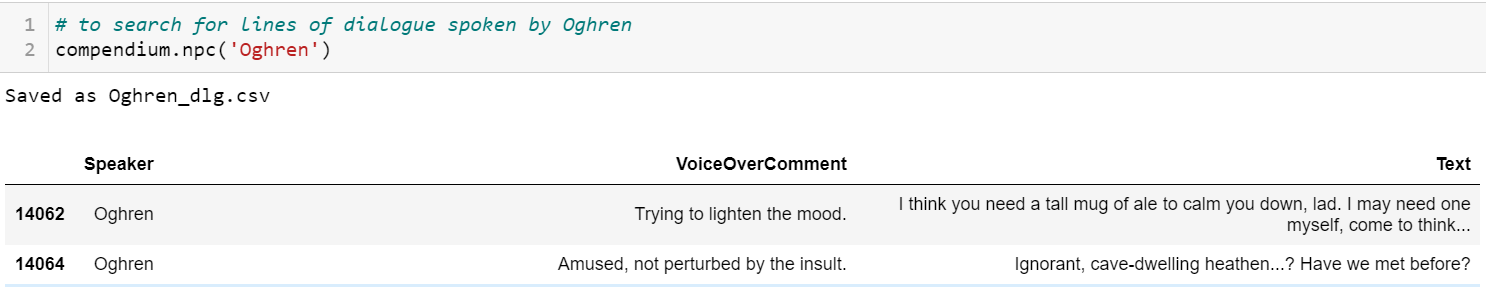 1 # to search for lines of dialogue spoken by Oghren
2 compendium.npc('Oghren')
Saved as Oghren_dlg.csv
Speaker VoiceOverComment Text
14062 Oghren Trying to lighten the mood. I think you need a tall mug of ale to calm you down, lad. I may need one
myself, come to think...
14064 Oghren Amused, not perturbed by the insult. Ignorant, cave-dwelling heathen...? Have we met before?